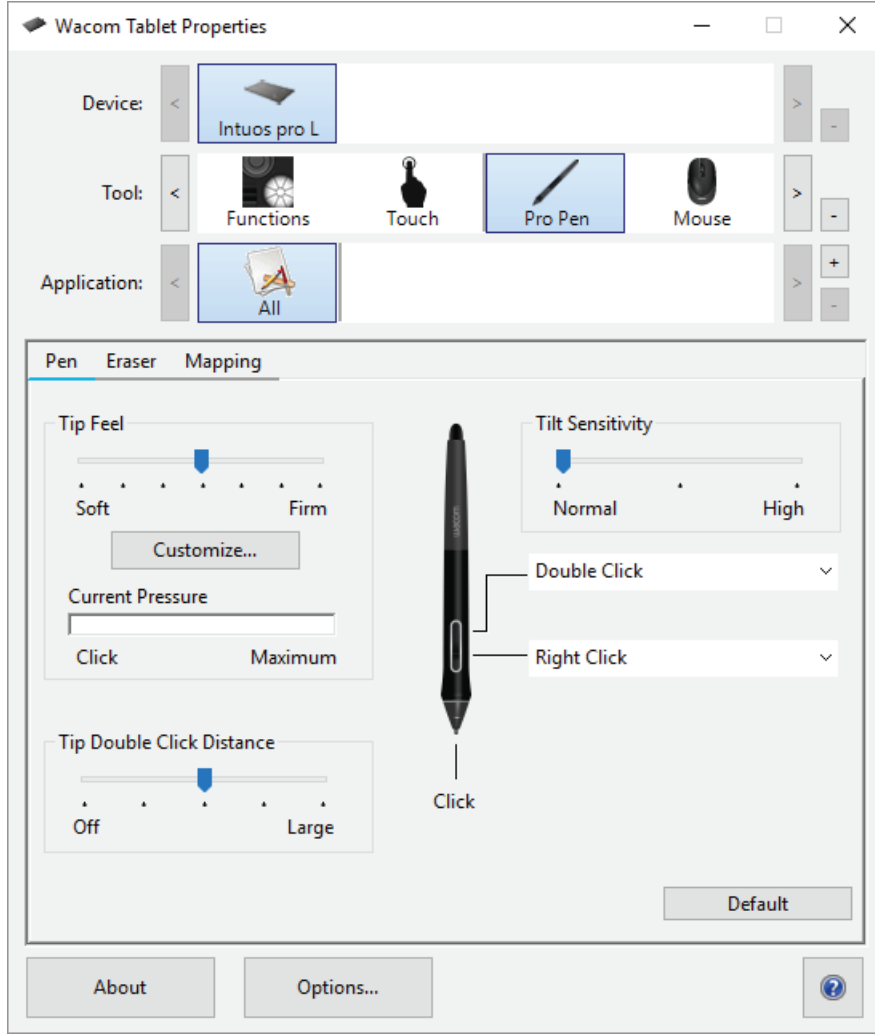 Wacom Tablet Properties
Device:
<
Intuos pro L
>
-
Tool:
<
Functions
Touch
Pro Pen
Mouse
>
-
Application:
<
All
>
+
-
Pen Eraser Mapping
Tip Feel
Soft Firm
Customize...
Current Pressure
Click Maximum
Tip Double Click Distance
Off Large
wacom
Click
Tilt Sensitivity
Normal High
Double Click
Right Click
Default
About
Options...
?